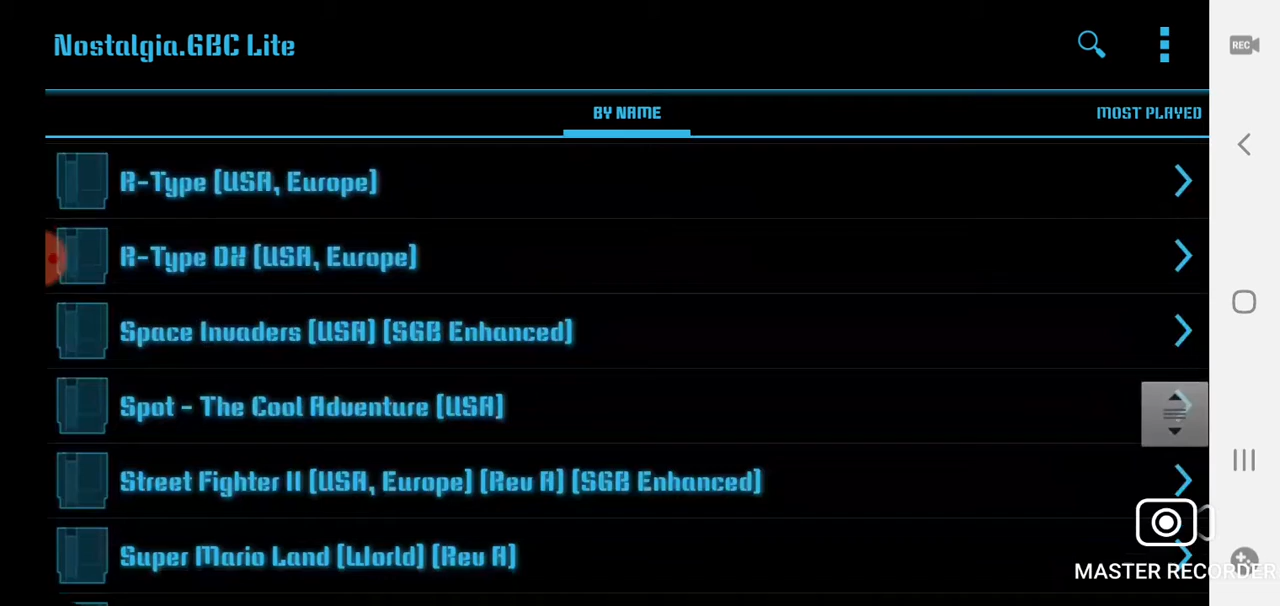 Nostalgia.GBC Lite
REC
BY NAME
MOST PLAYED
R-Type [USA, Europe]
R-Type DX [USA, Europe]
Space Invaders [USA] [SGB Enhanced]
Spot - The Cool Adventure [USA]
Street Fighter II [USA, Europe] [Rev A] [SGB Enhanced]
Super Mario Land [World] [Rev A]
MASTER RECORDER